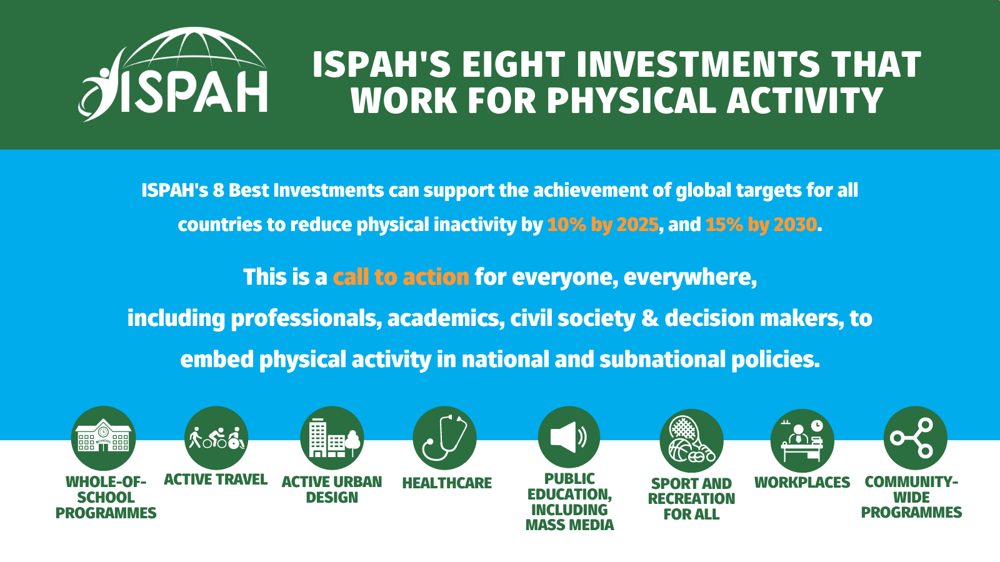 ISPAH
ISPAH'S EIGHT INVESTMENTS THAT
WORK FOR PHYSICAL ACTIVITY
ISPAH's 8 Best Investments can support the achievement of global targets for all
countries to reduce physical inactivity by 10% by 2025, and 15% by 2030.
This is a call to action for everyone, everywhere,
including professionals, academics, civil society & decision makers, to
embed physical activity in national and subnational policies.
SCHOOL
WHOLE-OF-
SCHOOL
PROGRAMMES
ACTIVE TRAVEL
ACTIVE URBAN
DESIGN
HEALTHCARE
PUBLIC
EDUCATION,
INCLUDING
MASS MEDIA
SPORT AND
RECREATION
FOR ALL
WORKPLACES
COMMUNITY-
WIDE
PROGRAMMES